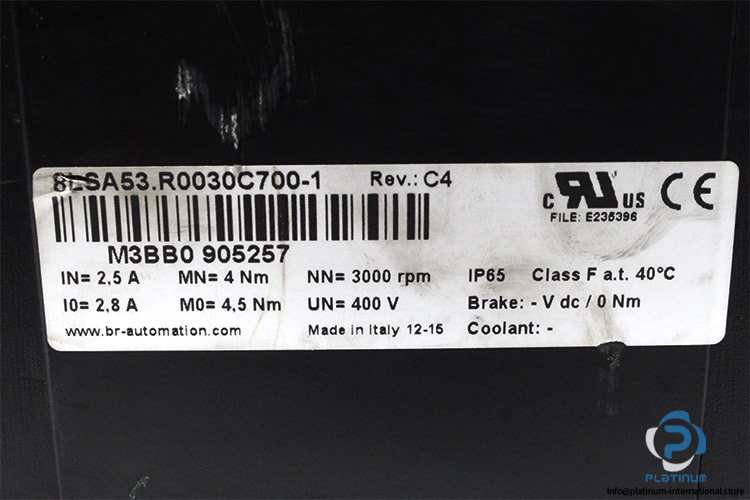 8LSA53.R0030C700-1 Rev.: C4
C UR US
FILE: E235396
CE
M3BB0 905257
IN= 2,5 A MN= 4 Nm NN= 3000 rpm IP65 Class F a.t. 40°C
I0= 2,8 A M0= 4,5 Nm UN= 400 V Brake: - V dc / 0 Nm
www.br-automation.com Made in Italy 12-15 Coolant: -
PLATINUM
Info@platinum-international.store